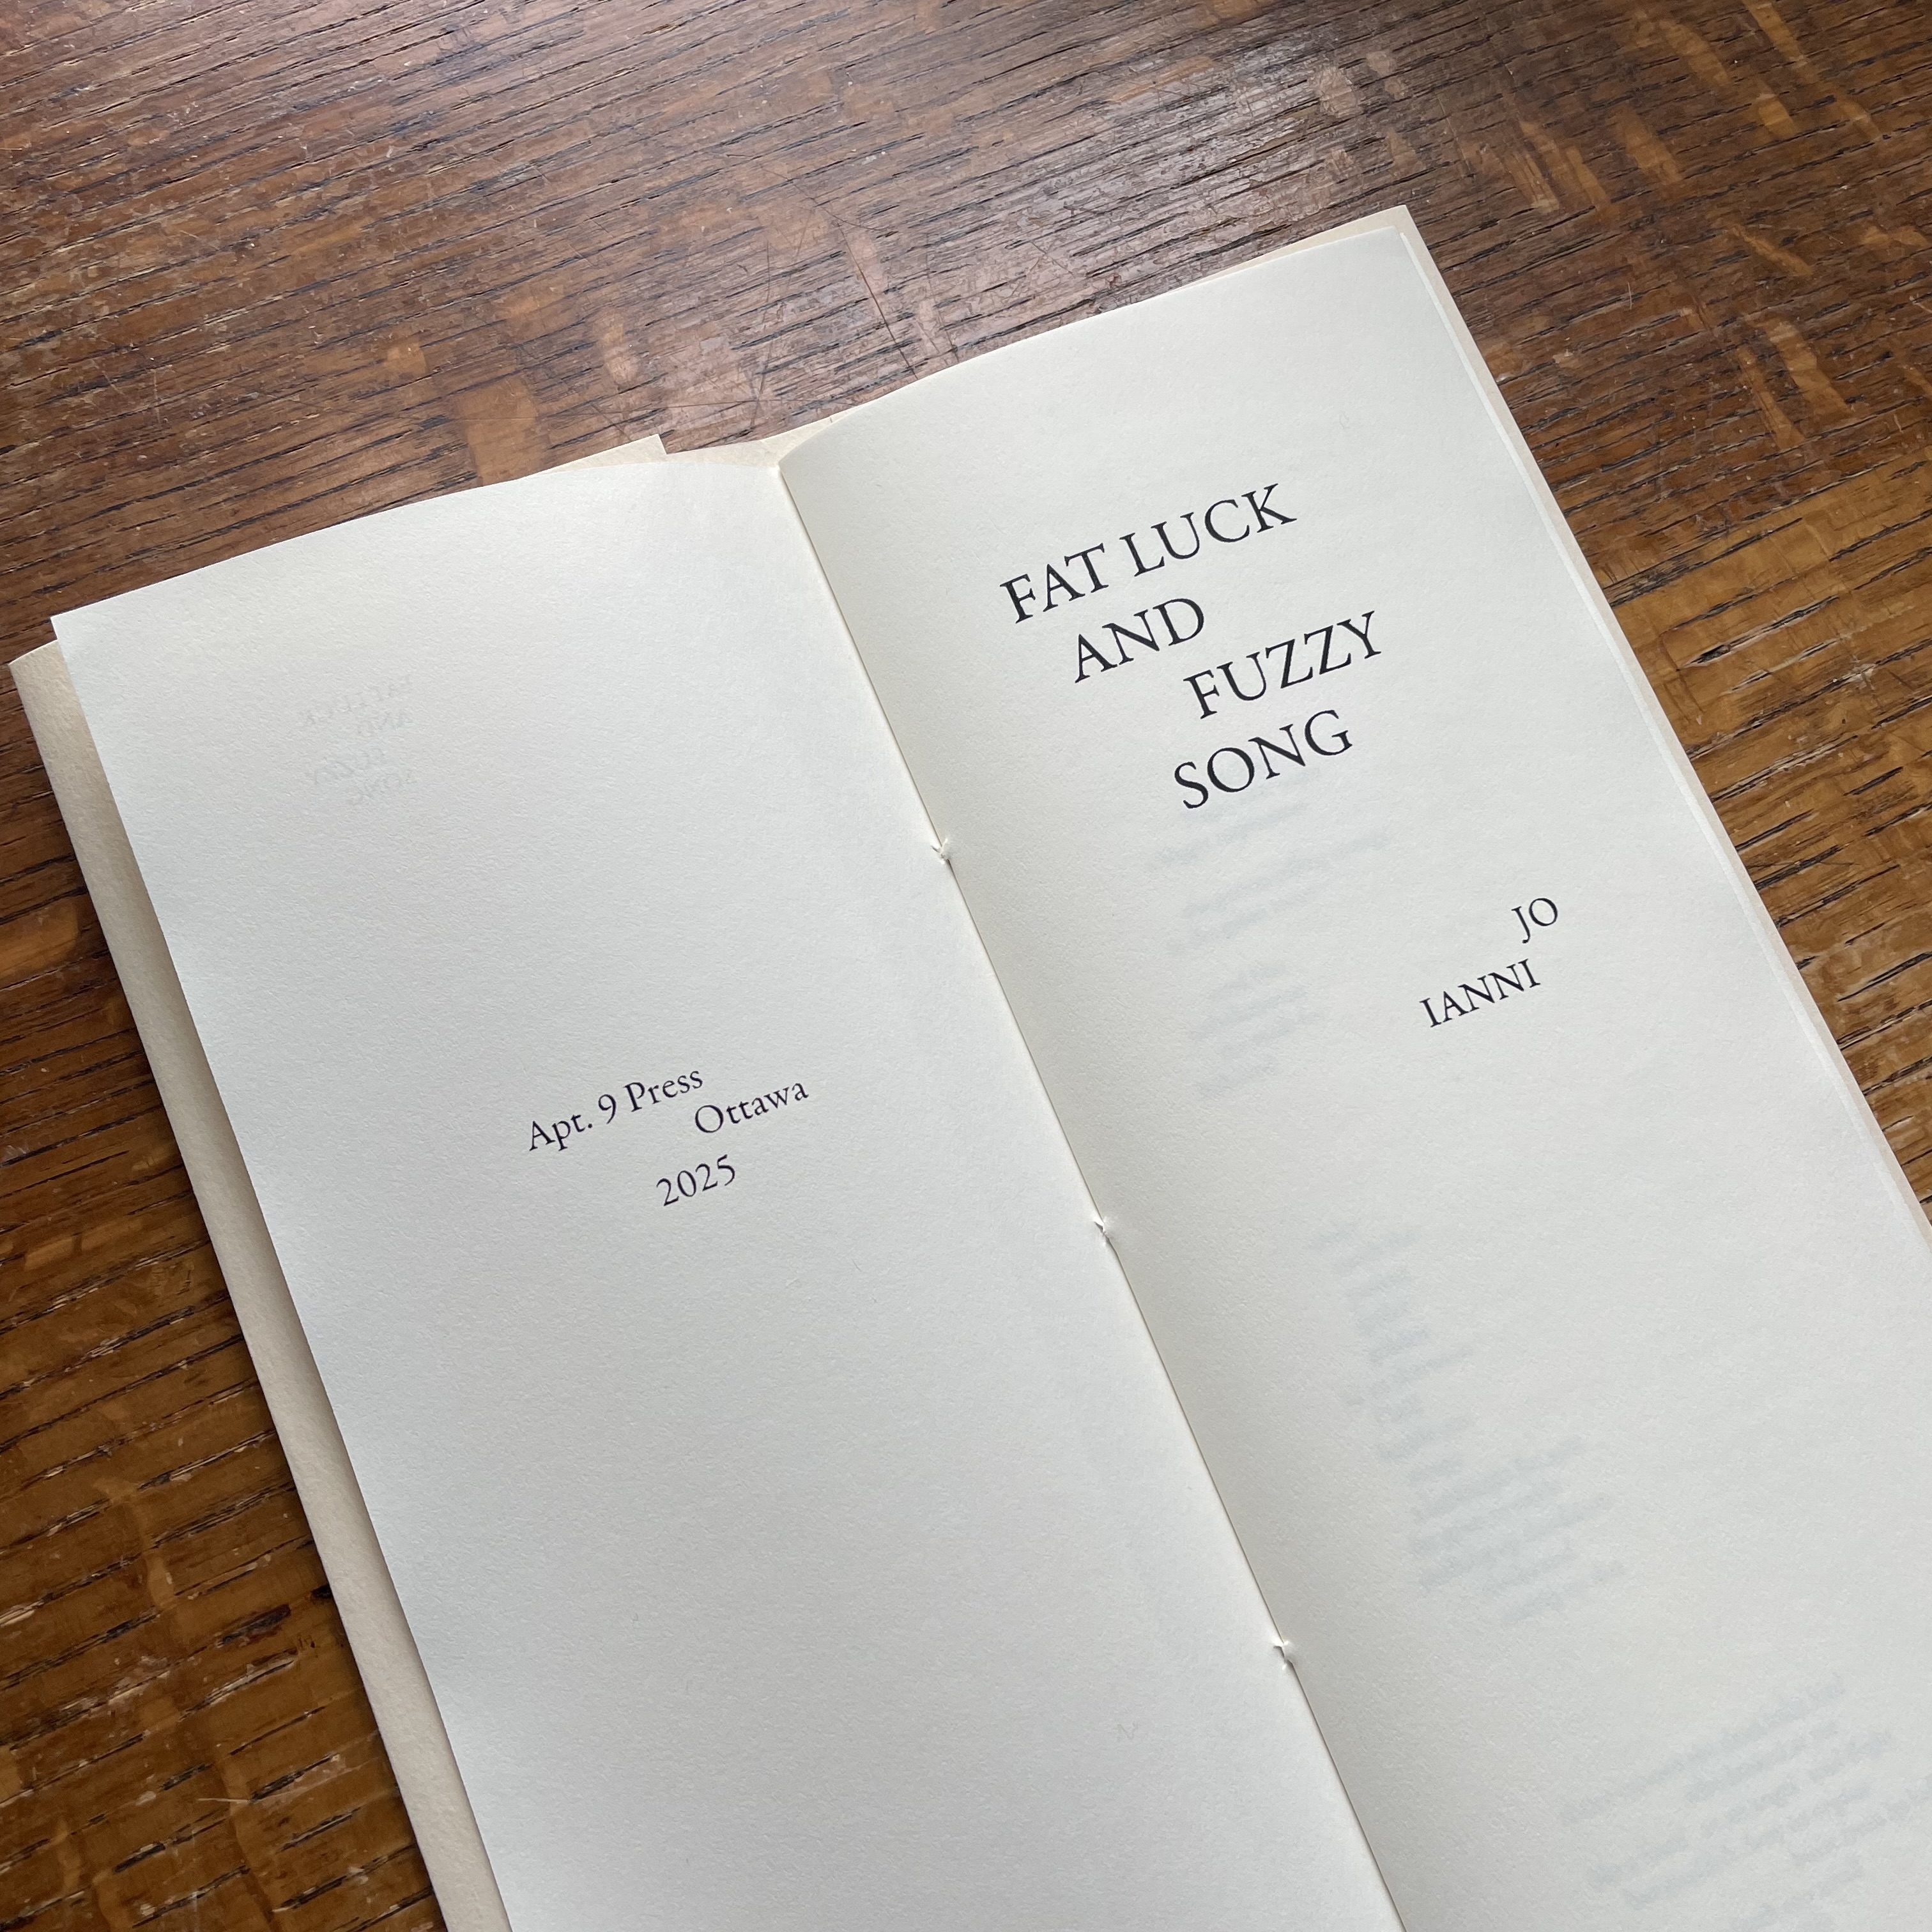 Apt. 9 Press
Ottawa
2025
FAT LUCK
AND
FUZZY
SONG
JO
IANNI